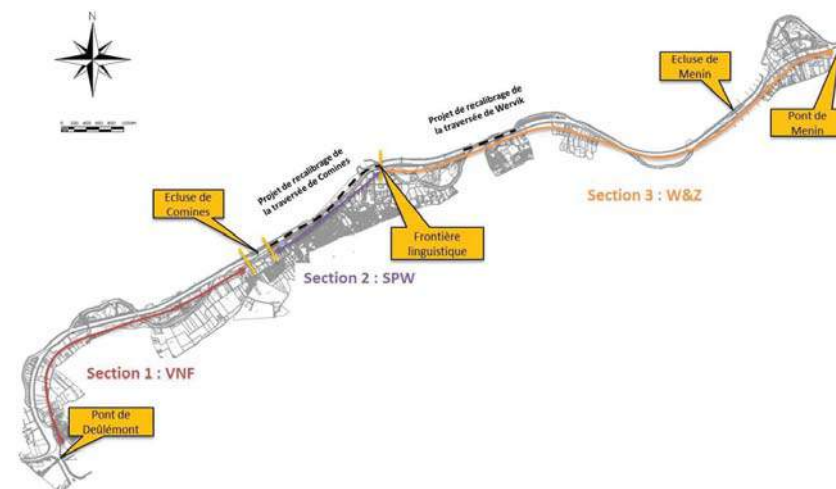 N
Ecluse de
Menin
Pont de
Menin
Projet de recalibrage de
la traversée de Wervik
Projet de recalibrage de
la traversée de Comines
Ecluse de
Comines
Section 3 : W&Z
Frontière
linguistique
Section 2 : SPW
Section 1 : VNF
Pont de
Deûlémont